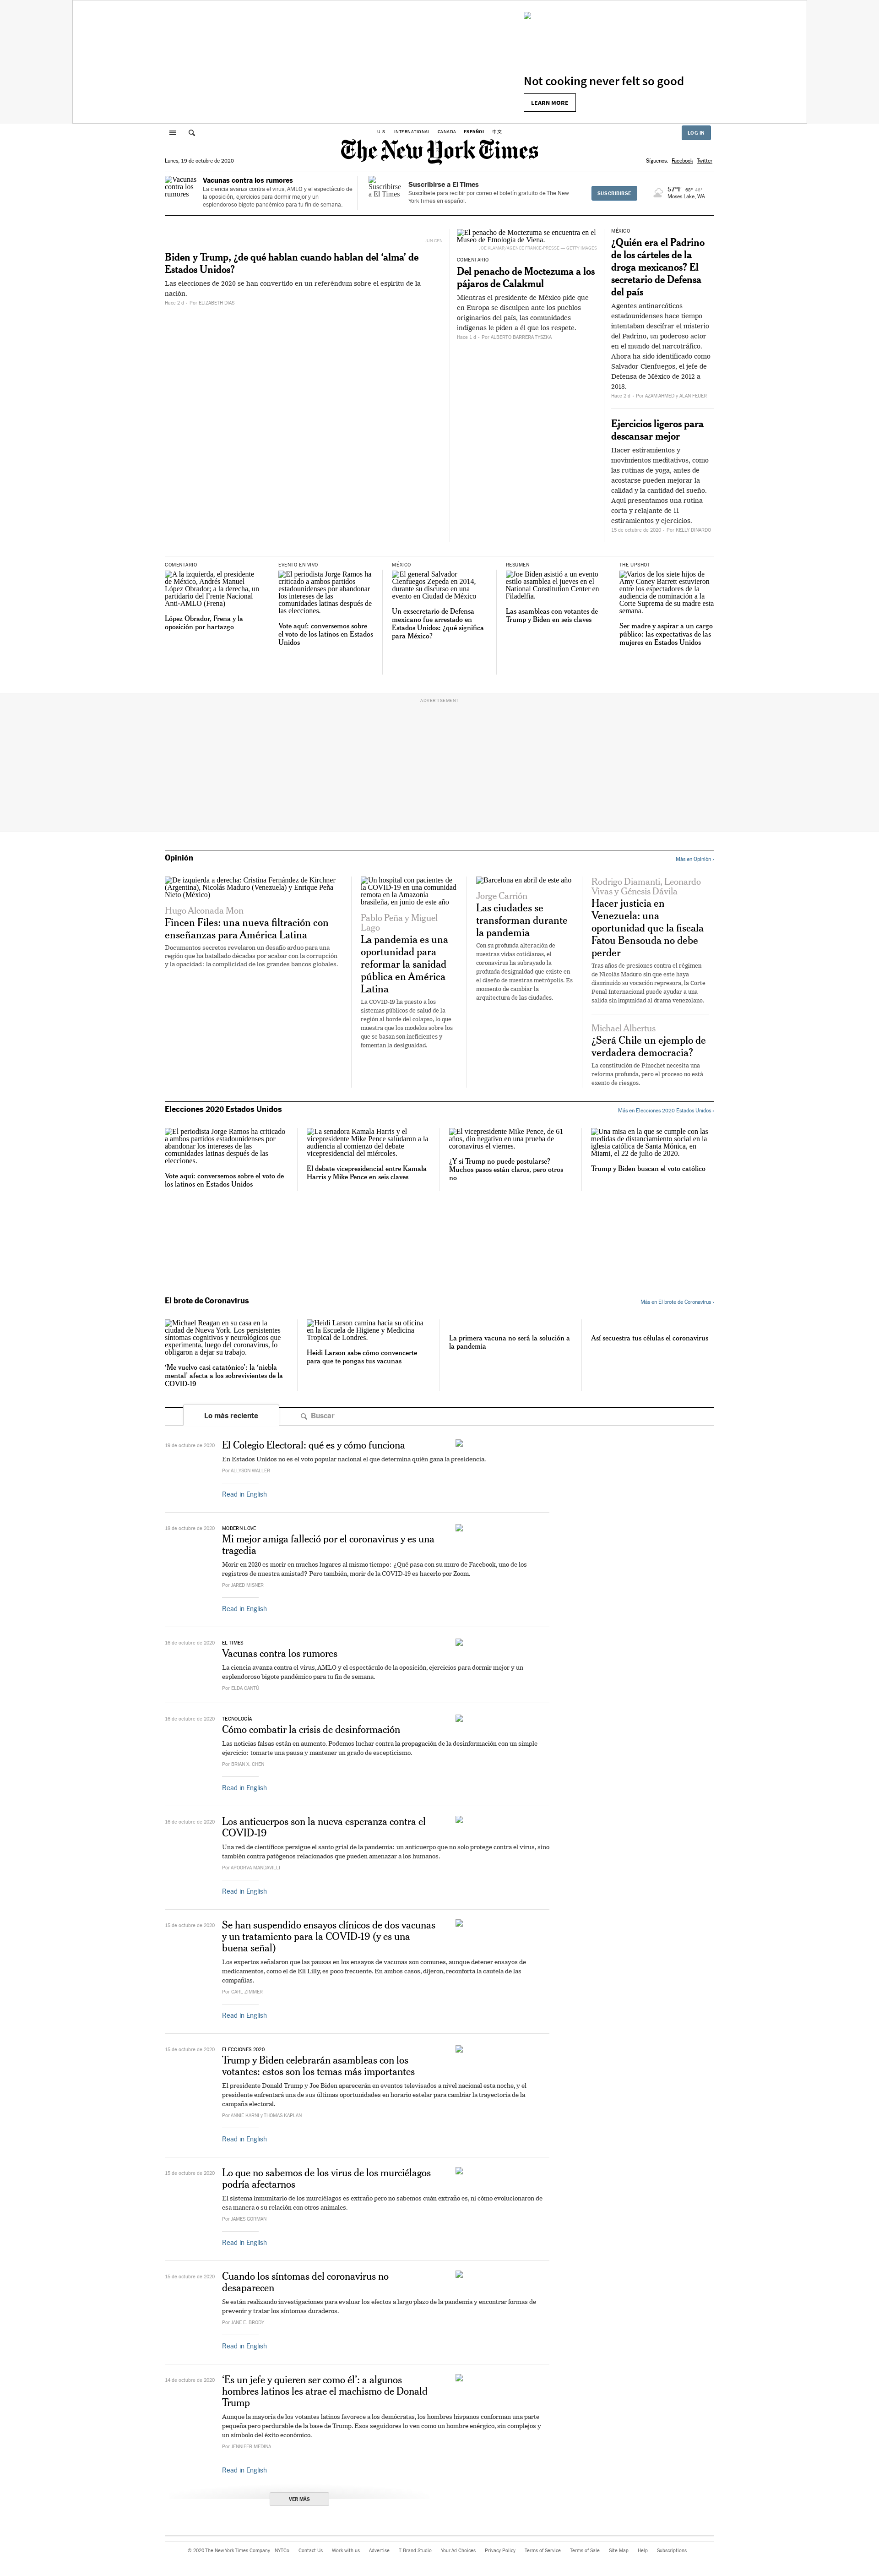 Not cooking never felt so good
LEARN MORE
U.S. INTERNATIONAL CANADA ESPAÑOL 中文
LOG IN
The New York Times
Lunes, 19 de octubre de 2020
Síguenos: Facebook Twitter
Vacunas contra los rumores
Vacunas contra los rumores
La ciencia avanza contra el virus, AMLO y el espectáculo de
la oposición, ejercicios para dormir mejor y un
esplendoroso bigote pandémico para tu fin de semana.
Suscribirse a El Times
Suscribirse a El Times
Suscríbete para recibir por correo el boletín gratuito de The New
York Times en español.
SUSCRIBIRSE
57°F 88° 46°
Moses Lake, WA
JUN CEN
Biden y Trump, ¿de qué hablan cuando hablan del ‘alma’ de
Estados Unidos?
Las elecciones de 2020 se han convertido en un referéndum sobre el espíritu de la
nación.
Hace 2 d – Por ELIZABETH DIAS
El penacho de Moctezuma se encuentra en el
Museo de Etnología de Viena.
JOE KLAMAR/AGENCE FRANCE-PRESSE — GETTY IMAGES
COMENTARIO
Del penacho de Moctezuma a los
pájaros de Calakmul
Mientras el presidente de México pide que
en Europa se disculpen ante los pueblos
originarios del país, las comunidades
indígenas le piden a él que los respete.
Hace 1 d – Por ALBERTO BARRERA TYSZKA
MÉXICO
¿Quién era el Padrino
de los cárteles de la
droga mexicanos? El
secretario de Defensa
del país
Agentes antinarcóticos
estadounidenses hace tiempo
intentaban descifrar el misterio
del Padrino, un poderoso actor
en el mundo del narcotráfico.
Ahora ha sido identificado como
Salvador Cienfuegos, el jefe de
Defensa de México de 2012 a
2018.
Hace 2 d – Por AZAM AHMED y ALAN FEUER
Ejercicios ligeros para
descansar mejor
Hacer estiramientos y
movimientos meditativos, como
las rutinas de yoga, antes de
acostarse pueden mejorar la
calidad y la cantidad del sueño.
Aquí presentamos una rutina
corta y relajante de 11
estiramientos y ejercicios.
15 de octubre de 2020 - Por KELLY DINARDO
COMENTARIO
A la izquierda, el presidente
de México, Andrés Manuel
López Obrador; a la derecha, un
partidario del Frente Nacional
Anti-AMLO (Frena)
López Obrador, Frena y la
oposición por hartazgo
EVENTO EN VIVO
El periodista Jorge Ramos ha
criticado a ambos partidos
estadounidenses por abandonar
los intereses de las
comunidades latinas después de
las elecciones.
Vote aquí: conversemos sobre
el voto de los latinos en Estados
Unidos
MÉXICO
El general Salvador
Cienfuegos Zepeda en 2014,
durante su discurso en un
evento en Ciudad de México
Un exsecretario de Defensa
mexicano fue arrestado en
Estados Unidos: ¿qué significa
para México?
RESUMEN
Joe Biden asistió a un evento
estilo asamblea el jueves en el
National Constitution Center en
Filadelfia.
Las asambleas con votantes de
Trump y Biden en seis claves
THE UPSHOT
Varios de los siete hijos de
Amy Coney Barrett estuvieron
entre los espectadores de la
audiencia de nominación a la
Corte Suprema de su madre esta
semana.
Ser madre y aspirar a un cargo
público: las expectativas de las
mujeres en Estados Unidos
ADVERTISEMENT
Opinión
Más en Opinión ›
De izquierda a derecha: Cristina Fernández de Kirchner
(Argentina), Nicolás Maduro (Venezuela) y Enrique Peña
Nieto (México)
Hugo Alconada Mon
Fincen Files: una nueva filtración con
enseñanzas para América Latina
Documentos secretos revelaron un desafío arduo para una
región que ha batallado décadas por acabar con la corrupción
y la opacidad: la complicidad de los grandes bancos globales.
Un hospital con pacientes de
la COVID-19 en una comunidad
remota en la Amazonia
brasileña, en junio de este año
Pablo Peña y Miguel
Lago
La pandemia es una
oportunidad para
reformar la sanidad
pública en América
Latina
La COVID-19 ha puesto a los
sistemas públicos de salud de la
región al borde del colapso, lo que
muestra que los modelos sobre los
que se basan son ineficientes y
fomentan la desigualdad.
Barcelona en abril de este año
Jorge Carrión
Las ciudades se
transforman durante
la pandemia
Con su profunda alteración de
nuestras vidas cotidianas, el
coronavirus ha subrayado la
profunda desigualdad que existe en
el diseño de nuestras metrópolis. Es
momento de cambiar la
arquitectura de las ciudades.
Rodrigo Diamanti, Leonardo
Vivas y Génesis Dávila
Hacer justicia en
Venezuela: una
oportunidad que la fiscala
Fatou Bensouda no debe
perder
Tras años de presiones contra el régimen
de Nicolás Maduro sin que este haya
disminuido su vocación represora, la Corte
Penal Internacional puede ayudar a una
salida sin impunidad al drama venezolano.
Michael Albertus
¿Será Chile un ejemplo de
verdadera democracia?
La constitución de Pinochet necesita una
reforma profunda, pero el proceso no está
exento de riesgos.
Elecciones 2020 Estados Unidos
Más en Elecciones 2020 Estados Unidos ›
El periodista Jorge Ramos ha criticado
a ambos partidos estadounidenses por
abandonar los intereses de las
comunidades latinas después de las
elecciones.
Vote aquí: conversemos sobre el voto de
los latinos en Estados Unidos
La senadora Kamala Harris y el
vicepresidente Mike Pence saludaron a la
audiencia al comienzo del debate
vicepresidencial del miércoles.
El debate vicepresidencial entre Kamala
Harris y Mike Pence en seis claves
El vicepresidente Mike Pence, de 61
años, dio negativo en una prueba de
coronavirus el viernes.
¿Y si Trump no puede postularse?
Muchos pasos están claros, pero otros
no
Una misa en la que se cumple con las
medidas de distanciamiento social en la
iglesia católica de Santa Mónica, en
Miami, el 22 de julio de 2020.
Trump y Biden buscan el voto católico
El brote de Coronavirus
Más en El brote de Coronavirus ›
Michael Reagan en su casa en la
ciudad de Nueva York. Los persistentes
síntomas cognitivos y neurológicos que
experimenta, luego del coronavirus, lo
obligaron a dejar su trabajo.
‘Me vuelvo casi catatónico’: la ‘niebla
mental’ afecta a los sobrevivientes de la
COVID-19
Heidi Larson camina hacia su oficina
en la Escuela de Higiene y Medicina
Tropical de Londres.
Heidi Larson sabe cómo convencerte
para que te pongas tus vacunas
La primera vacuna no será la solución a
la pandemia
Así secuestra tus células el coronavirus
Lo más reciente
Buscar
19 de octubre de 2020
El Colegio Electoral: qué es y cómo funciona
En Estados Unidos no es el voto popular nacional el que determina quién gana la presidencia.
Por ALLYSON WALLER
Read in English
18 de octubre de 2020
MODERN LOVE
Mi mejor amiga falleció por el coronavirus y es una
tragedia
Morir en 2020 es morir en muchos lugares al mismo tiempo: ¿Qué pasa con su muro de Facebook, uno de los
registros de nuestra amistad? Pero también, morir de la COVID-19 es hacerlo por Zoom.
Por JARED MISNER
Read in English
16 de octubre de 2020
EL TIMES
Vacunas contra los rumores
La ciencia avanza contra el virus, AMLO y el espectáculo de la oposición, ejercicios para dormir mejor y un
esplendoroso bigote pandémico para tu fin de semana.
Por ELDA CANTÚ
16 de octubre de 2020
TECNOLOGÍA
Cómo combatir la crisis de desinformación
Las noticias falsas están en aumento. Podemos luchar contra la propagación de la desinformación con un simple
ejercicio: tomarte una pausa y mantener un grado de escepticismo.
Por BRIAN X. CHEN
Read in English
16 de octubre de 2020
Los anticuerpos son la nueva esperanza contra el
COVID-19
Una red de científicos persigue el santo grial de la pandemia: un anticuerpo que no solo protege contra el virus, sino
también contra patógenos relacionados que pueden amenazar a los humanos.
Por APOORVA MANDAVILLI
Read in English
15 de octubre de 2020
Se han suspendido ensayos clínicos de dos vacunas
y un tratamiento para la COVID-19 (y es una
buena señal)
Los expertos señalaron que las pausas en los ensayos de vacunas son comunes, aunque detener ensayos de
medicamentos, como el de Eli Lilly, es poco frecuente. En ambos casos, dijeron, reconforta la cautela de las
compañías.
Por CARL ZIMMER
Read in English
15 de octubre de 2020
ELECCIONES 2020
Trump y Biden celebrarán asambleas con los
votantes: estos son los temas más importantes
El presidente Donald Trump y Joe Biden aparecerán en eventos televisados a nivel nacional esta noche, y el
presidente enfrentará una de sus últimas oportunidades en horario estelar para cambiar la trayectoria de la
campaña electoral.
Por ANNIE KARNI y THOMAS KAPLAN
Read in English
15 de octubre de 2020
Lo que no sabemos de los virus de los murciélagos
podría afectarnos
El sistema inmunitario de los murciélagos es extraño pero no sabemos cuán extraño es, ni cómo evolucionaron de
esa manera o su relación con otros animales.
Por JAMES GORMAN
Read in English
15 de octubre de 2020
Cuando los síntomas del coronavirus no
desaparecen
Se están realizando investigaciones para evaluar los efectos a largo plazo de la pandemia y encontrar formas de
prevenir y tratar los síntomas duraderos.
Por JANE E. BRODY
Read in English
14 de octubre de 2020
‘Es un jefe y quieren ser como él’: a algunos
hombres latinos les atrae el machismo de Donald
Trump
Aunque la mayoría de los votantes latinos favorece a los demócratas, los hombres hispanos conforman una parte
pequeña pero perdurable de la base de Trump. Esos seguidores lo ven como un hombre enérgico, sin complejos y
un símbolo del éxito económico.
Por JENNIFER MEDINA
Read in English
VER MÁS
© 2020 The New York Times Company NYTCo Contact Us Work with us Advertise T Brand Studio Your Ad Choices Privacy Policy Terms of Service Terms of Sale Site Map Help Subscriptions